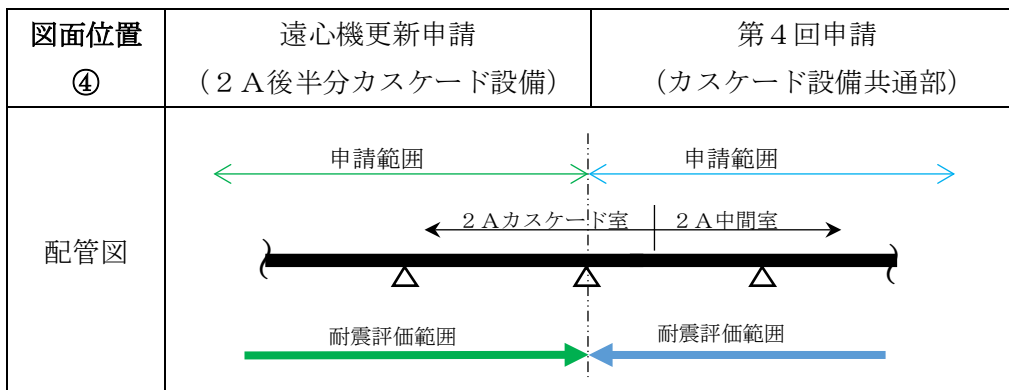 図面位置
④
遠心機更新申請
（２Ａ後半分カスケード設備）
第４回申請
（カスケード設備共通部）
配管図
申請範囲
申請範囲
２Ａカスケード室
２Ａ中間室
耐震評価範囲
耐震評価範囲